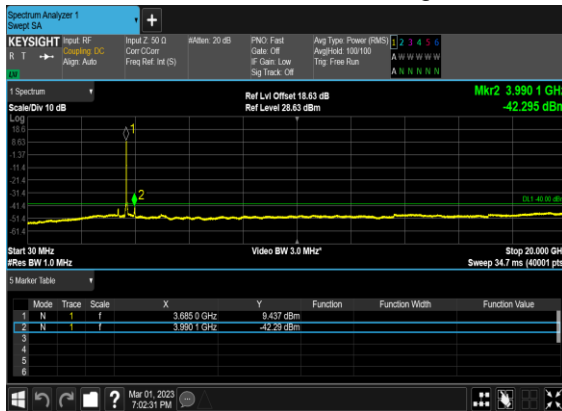 Spectrum Analyzer 1
Swept SA
+
KEYSIGHT
R T
Input: RF
Coupling: DC
Align: Auto
Input Z: 50 Ω
Corr CCorr
Freq Ref: Int (S)
#Atten: 20 dB
PNO: Fast
Gate: Off
IF Gain: Low
Sig Track: Off
Avg Type: Power (RMS)
Avg|Hold: 100/100
Trig: Free Run
1 2 3 4 5 6
A W W W W W
A N N N N N
1 Spectrum
Scale/Div 10 dB
Ref Lvl Offset 18.63 dB
Ref Level 28.63 dBm
Mkr2 3.990 1 GHz
-42.295 dBm
Log
18.6
8.63
-1.37
-11.4
-21.4
-31.4
-41.4
-51.4
-61.4
1
2
DL1 -40.00 dBm
Start 30 MHz
#Res BW 1.0 MHz
Video BW 3.0 MHz*
Stop 20.000 GHz
Sweep 34.7 ms (40001 pts)
5 Marker Table
Mode Trace Scale X Y Function Function Width Function Value
1 N 1 f 3.685 0 GHz 9.437 dBm
2 N 1 f 3.990 1 GHz -42.29 dBm
3
4
5
6
?
Mar 01, 2023
7:02:31 PM